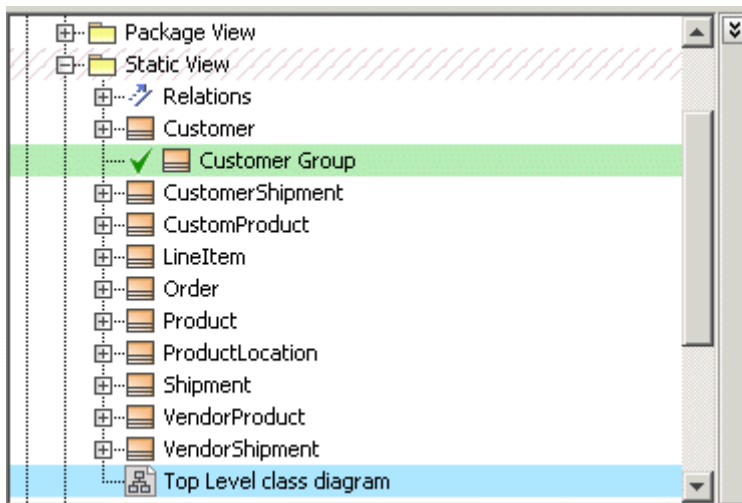 Package View
Static View
Relations
Customer
Customer Group
CustomerShipment
CustomProduct
LineItem
Order
Product
ProductLocation
Shipment
VendorProduct
VendorShipment
Top Level class diagram